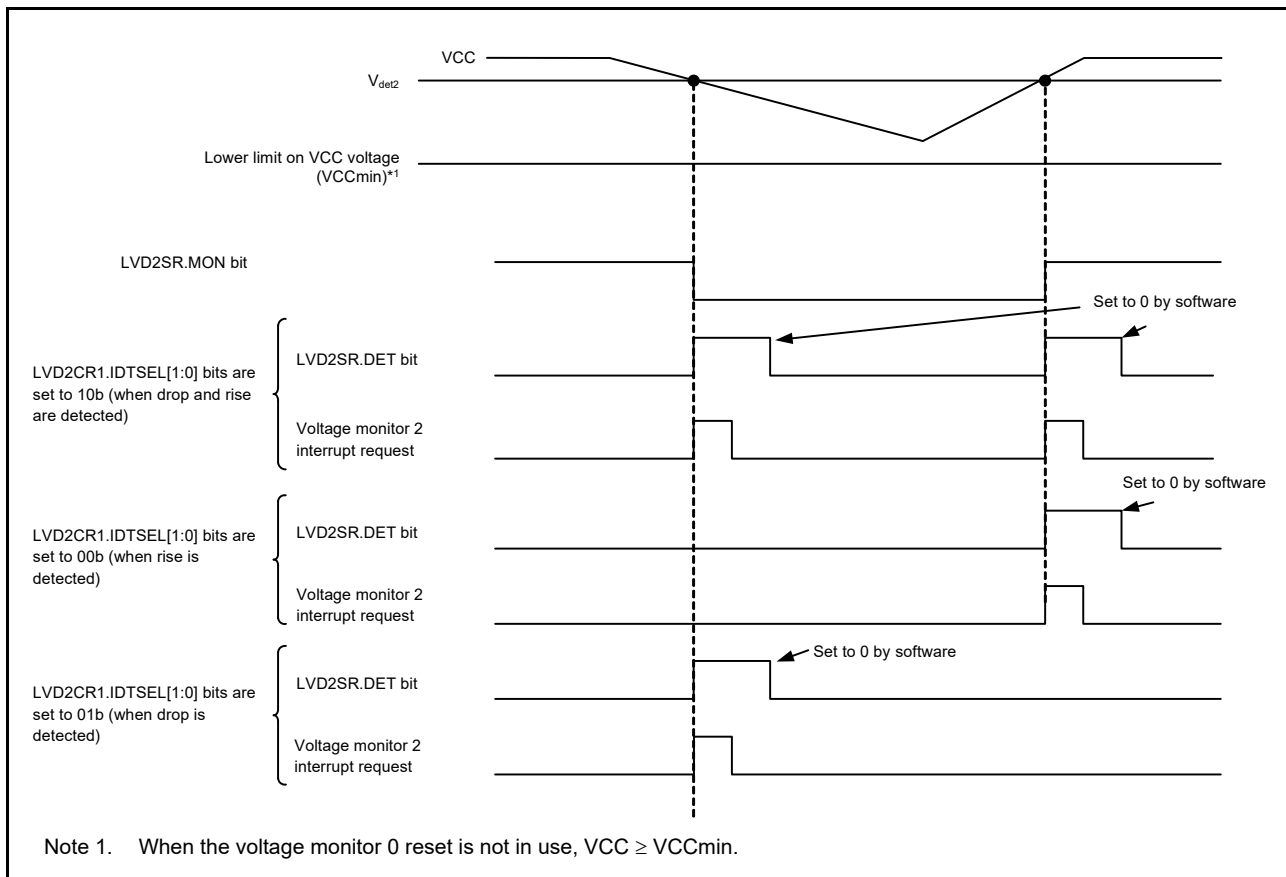 VCC
Vdet2
Lower limit on VCC voltage
(VCCmin)*1
LVD2SR.MON bit
Set to 0 by software
LVD2CR1.IDTSEL[1:0] bits are
set to 10b (when drop and rise
are detected)
LVD2SR.DET bit
Voltage monitor 2
interrupt request
Set to 0 by software
LVD2CR1.IDTSEL[1:0] bits are
set to 00b (when rise is
detected)
LVD2SR.DET bit
Voltage monitor 2
interrupt request
Set to 0 by software
LVD2CR1.IDTSEL[1:0] bits are
set to 01b (when drop is
detected)
LVD2SR.DET bit
Voltage monitor 2
interrupt request
Note 1. When the voltage monitor 0 reset is not in use, VCC ≥ VCCmin.